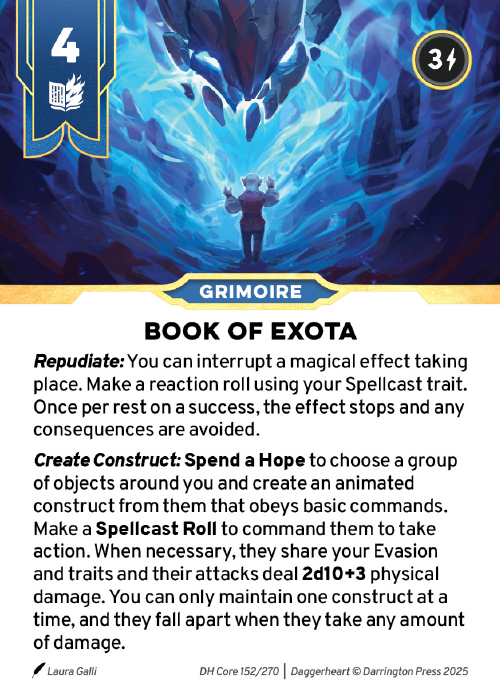 4
3
GRIMOIRE
BOOK OF EXOTA
Repudiate: You can interrupt a magical effect taking
place. Make a reaction roll using your Spellcast trait.
Once per rest on a success, the effect stops and any
consequences are avoided.
Create Construct: Spend a Hope to choose a group
of objects around you and create an animated
construct from them that obeys basic commands.
Make a Spellcast Roll to command them to take
action. When necessary, they share your Evasion
and traits and their attacks deal 2d10+3 physical
damage. You can only maintain one construct at a
time, and they fall apart when they take any amount
of damage.
Laura Galli DH Core 152/270 | Daggerheart © Darrington Press 2025